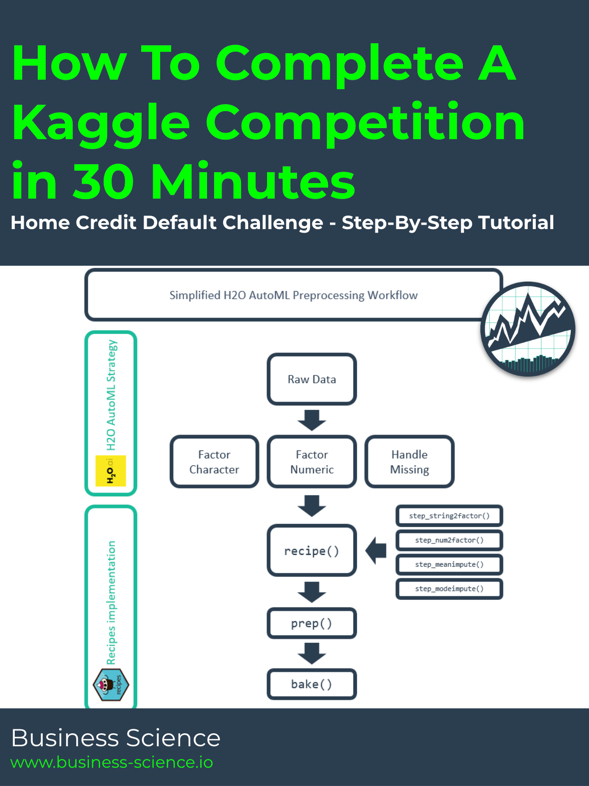 How To Complete A
Kaggle Competition
in 30 Minutes
Home Credit Default Challenge - Step-By-Step Tutorial
Simplified H2O AutoML Preprocessing Workflow
H2O AutoML Strategy
H2O.ai
Raw Data
Factor
Character
Factor
Numeric
Handle
Missing
Recipes implementation
recipes
recipe()
step_string2factor()
step_num2factor()
step_meanimpute()
step_modeimpute()
prep()
bake()
Business Science
www.business-science.io